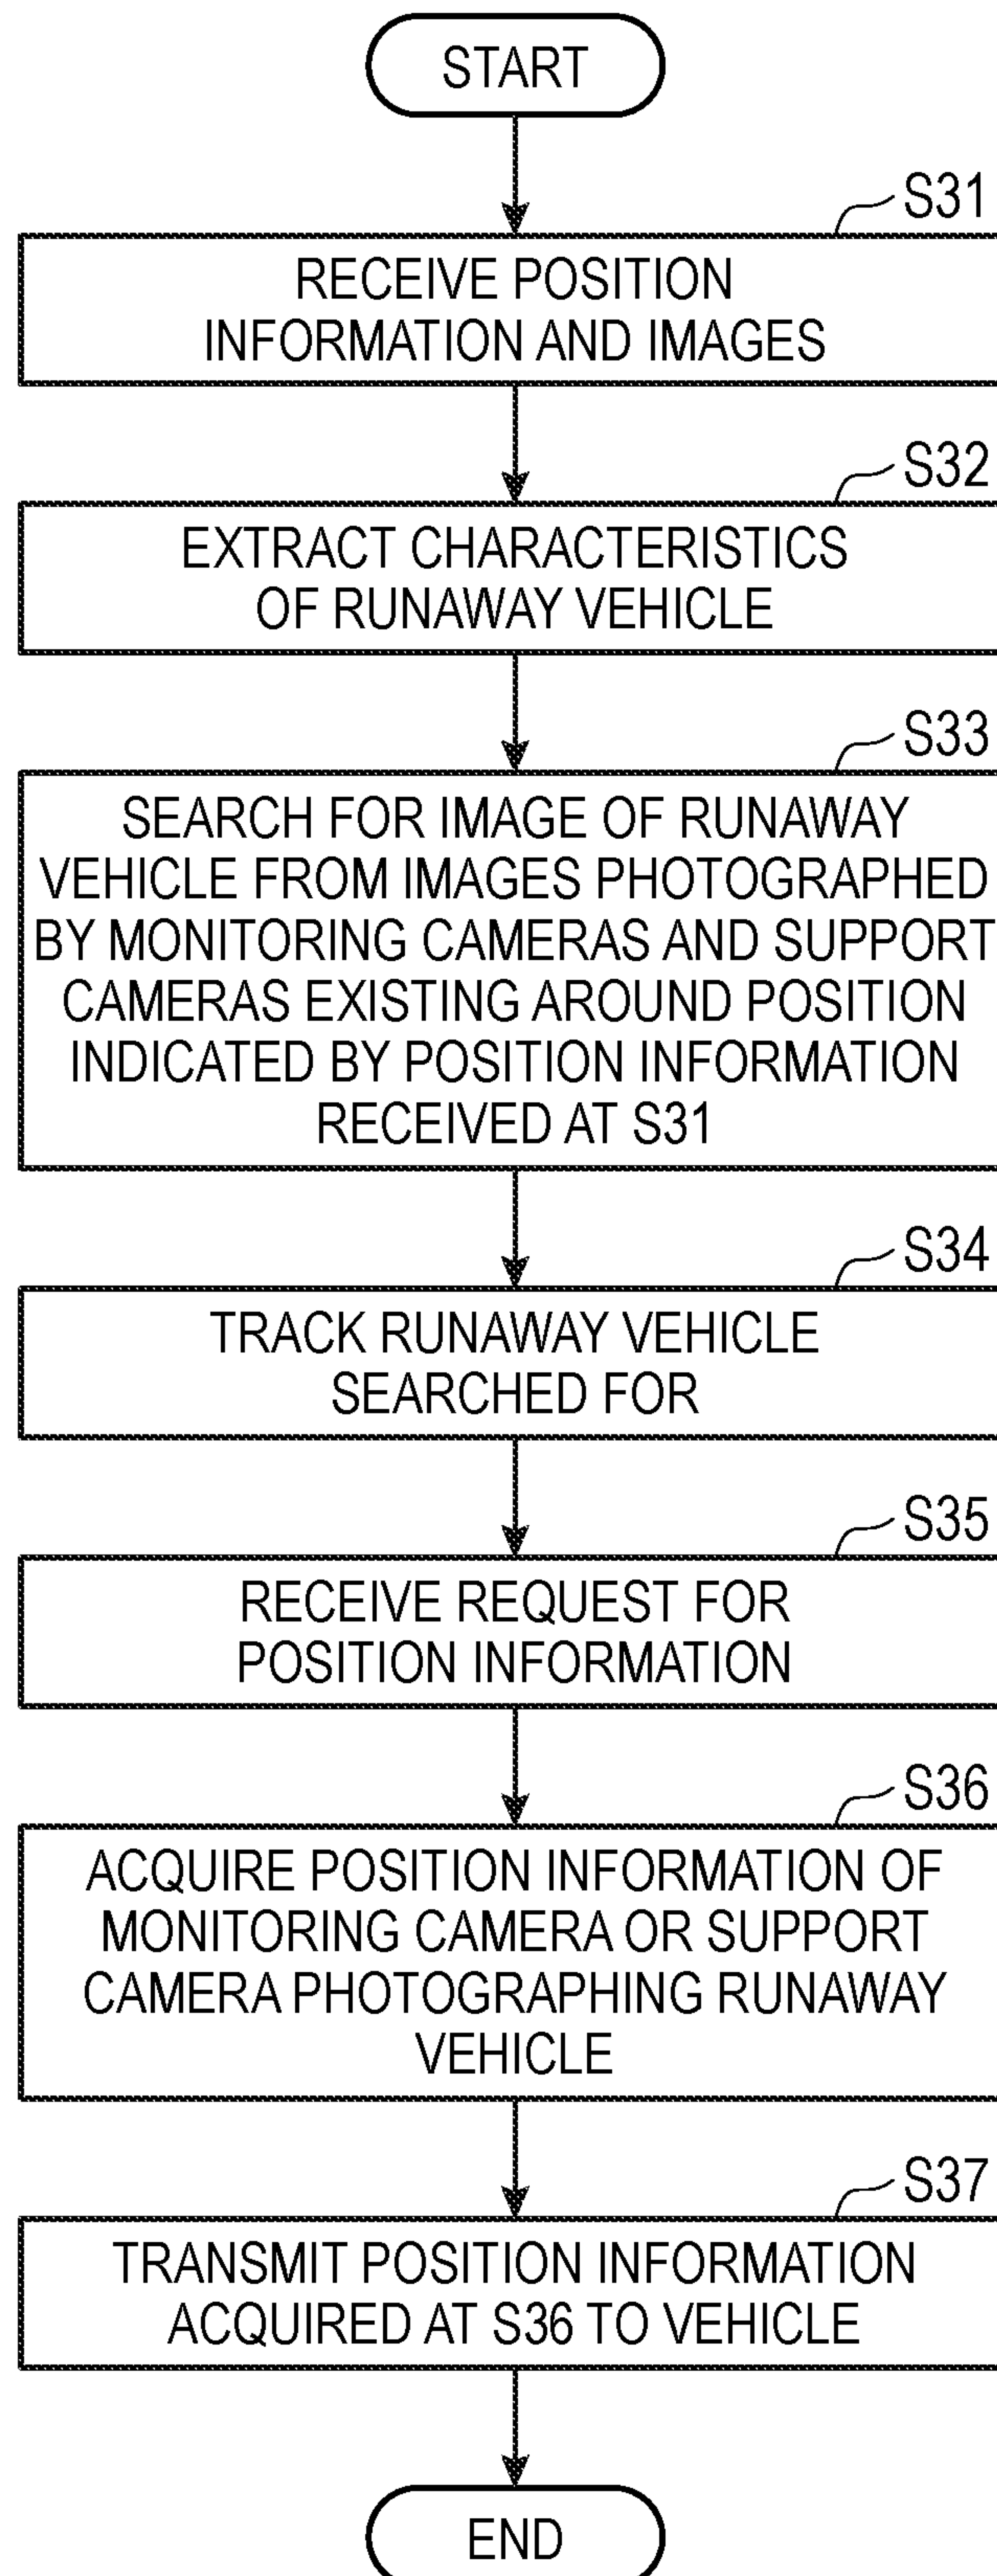 START
S31
RECEIVE POSITION
INFORMATION AND IMAGES
S32
EXTRACT CHARACTERISTICS
OF RUNAWAY VEHICLE
S33
SEARCH FOR IMAGE OF RUNAWAY
VEHICLE FROM IMAGES PHOTOGRAPHED
BY MONITORING CAMERAS AND SUPPORT
CAMERAS EXISTING AROUND POSITION
INDICATED BY POSITION INFORMATION
RECEIVED AT S31
S34
TRACK RUNAWAY VEHICLE
SEARCHED FOR
S35
RECEIVE REQUEST FOR
POSITION INFORMATION
S36
ACQUIRE POSITION INFORMATION OF
MONITORING CAMERA OR SUPPORT
CAMERA PHOTOGRAPHING RUNAWAY
VEHICLE
S37
TRANSMIT POSITION INFORMATION
ACQUIRED AT S36 TO VEHICLE
END